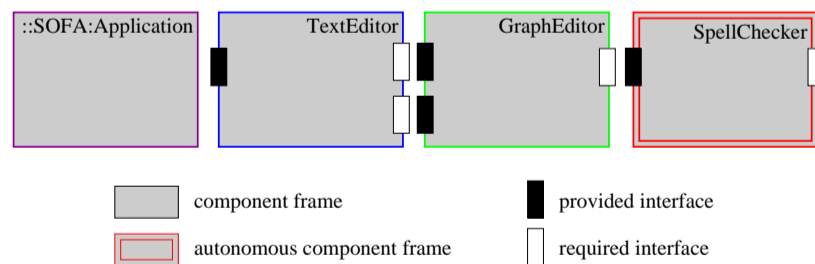 ::SOFA:Application
TextEditor
GraphEditor
SpellChecker
component frame
provided interface
autonomous component frame
required interface